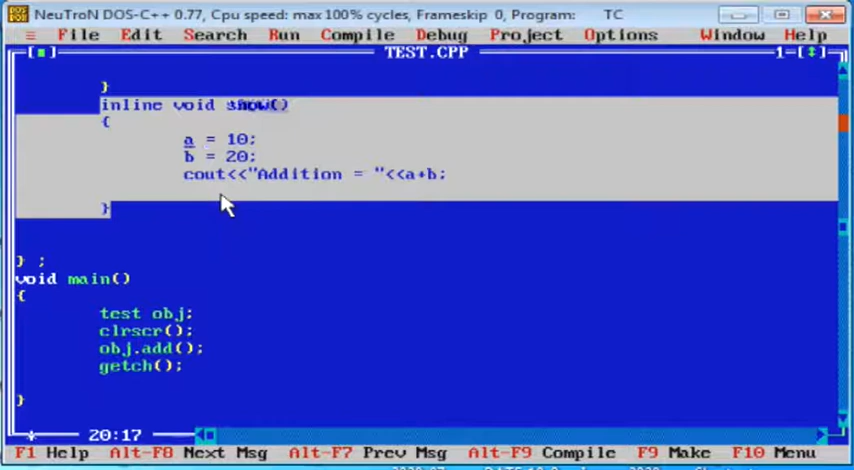 NeuTroN DOS-C++ 0.77, Cpu speed: max 100% cycles, Frameskip 0, Program: TC
≡ File Edit Search Run Compile Debug Project Options Window Help
[■] TEST.CPP 1=[↕]
}
inline void show()
{
a = 10;
b = 20;
cout<<"Addition = "<<a+b;
}
} ;
void main()
{
test obj;
clrscr();
obj.add();
getch();
}
* 20:17
F1 Help Alt-F8 Next Msg Alt-F7 Prev Msg Alt-F9 Compile F9 Make F10 Menu